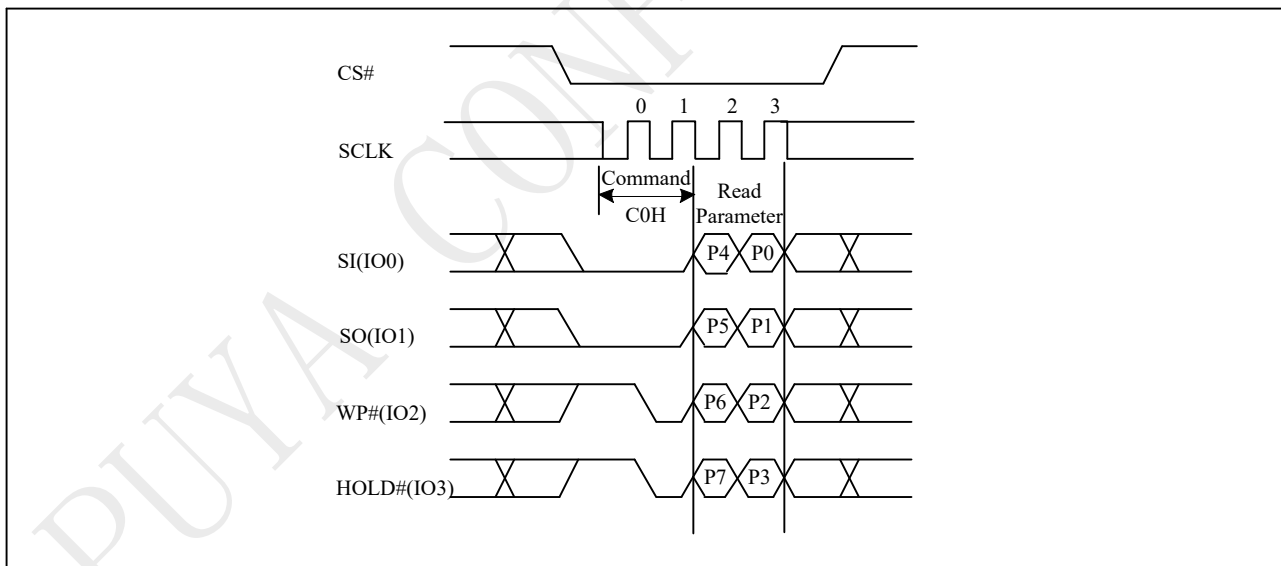 CS#
0 1 2 3
SCLK
Command Read
C0H Parameter
SI(IO0) P4 P0
SO(IO1) P5 P1
WP#(IO2) P6 P2
HOLD#(IO3) P7 P3
PUYA CONF